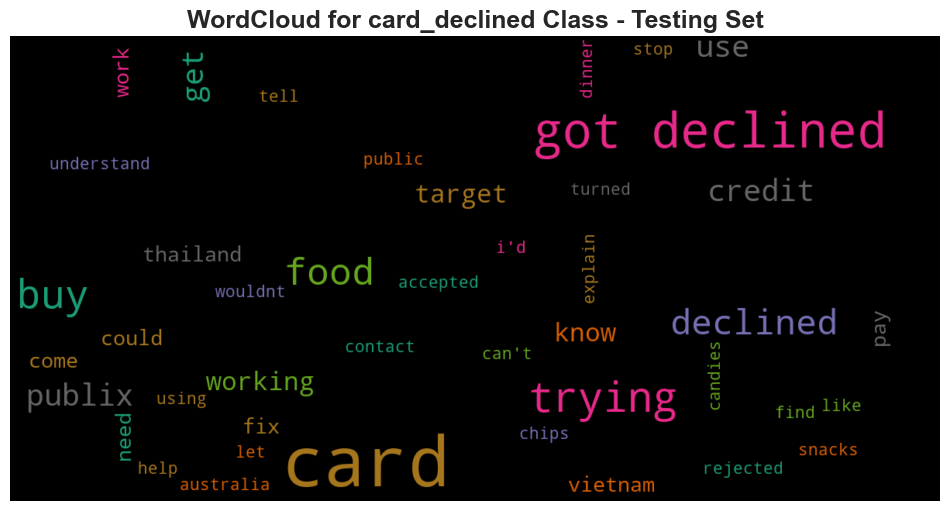 WordCloud for card_declined Class - Testing Set
work
get
tell
dinner
stop
use
got declined
understand
public
target
turned
credit
thailand
i'd
explain
food
accepted
buy
wouldnt
declined
pay
know
could
contact
can't
come
candies
working
publix
using
trying
like
find
need
fix
chips
let
snacks
card
help
rejected
australia
vietnam